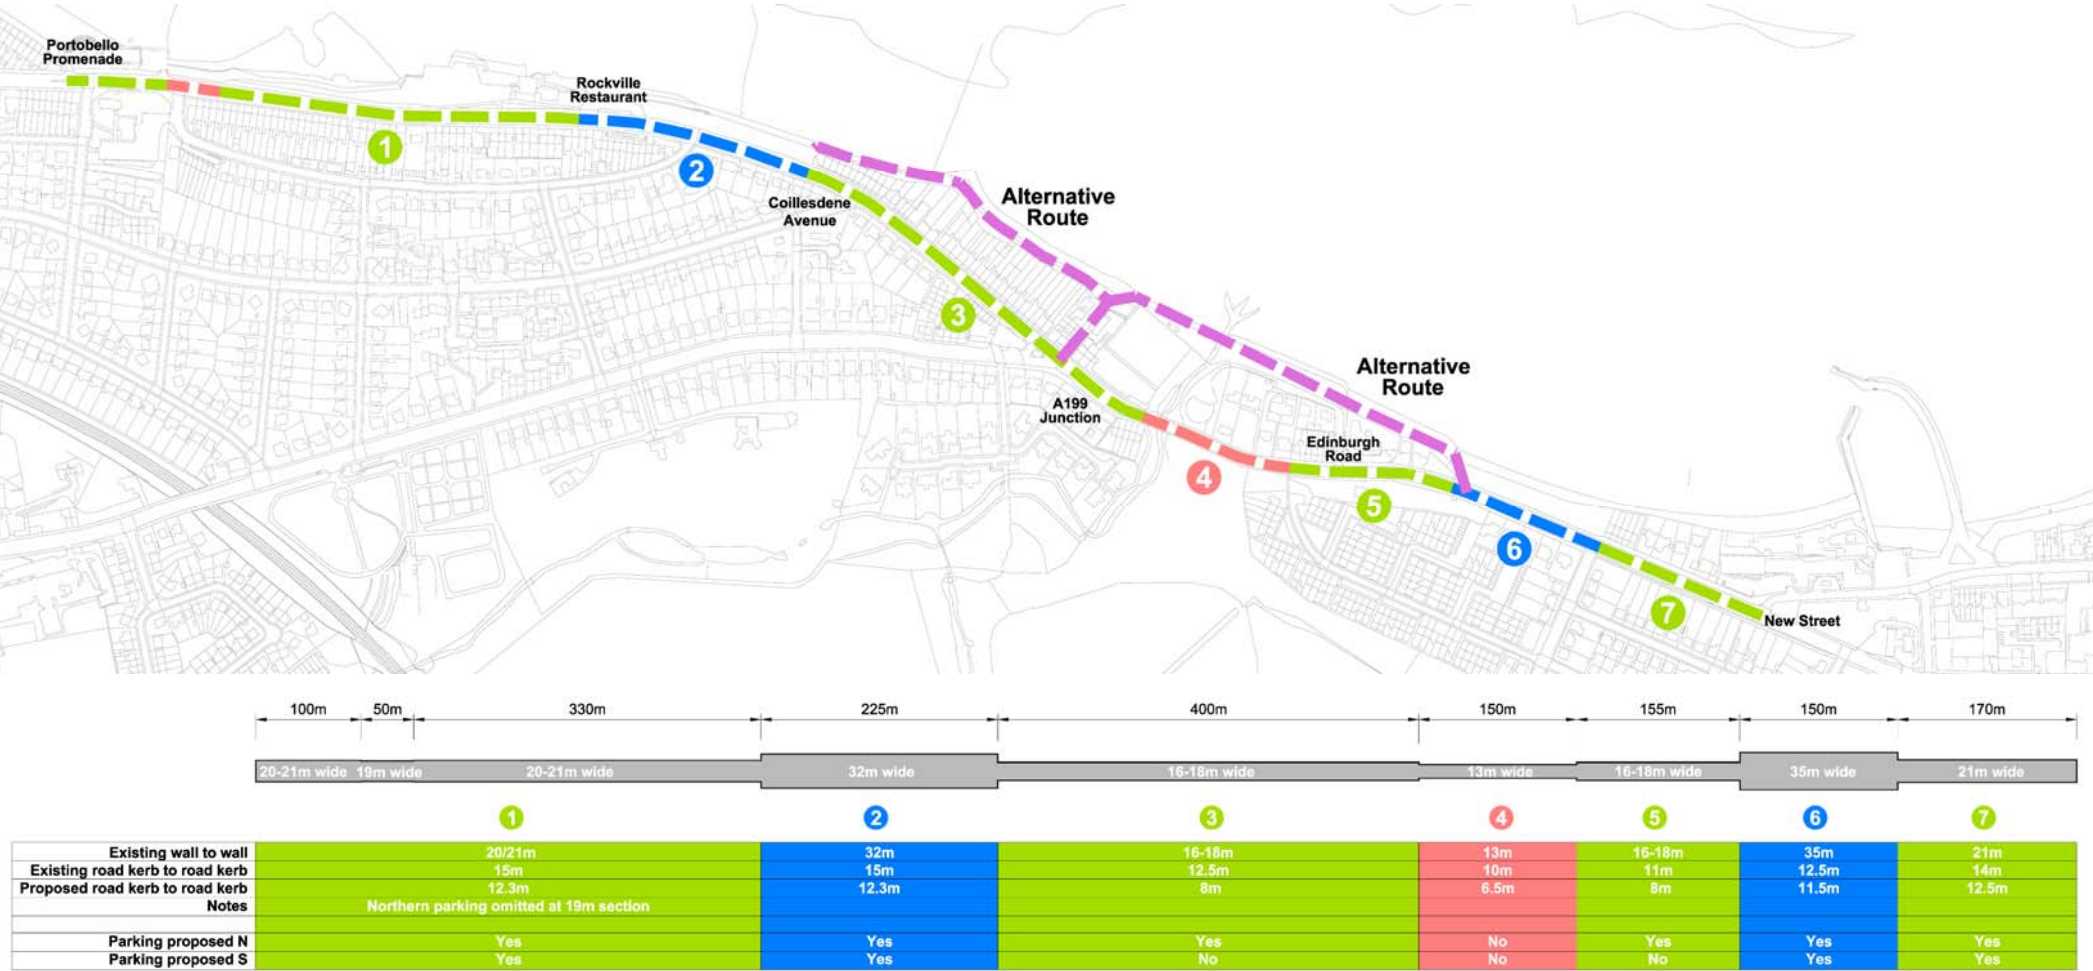 Portobello
Promenade
Rockville
Restaurant
1
2
Coillesdene
Avenue
Alternative
Route
3
Alternative
Route
A199
Junction
Edinburgh
Road
4
5
6
7
New Street
100m 50m 330m 225m 400m 150m 155m 150m 170m
20-21m wide 19m wide 20-21m wide 32m wide 16-18m wide 13m wide 16-18m wide 35m wide 21m wide
1 2 3 4 5 6 7
Existing wall to wall 20/21m 32m 16-18m 13m 16-18m 35m 21m
Existing road kerb to road kerb 15m 15m 12.5m 10m 11m 12.5m 14m
Proposed road kerb to road kerb 12.3m 12.3m 8m 6.5m 8m 11.5m 12.5m
Notes Northern parking omitted at 19m section
Parking proposed N Yes Yes Yes No Yes Yes Yes
Parking proposed S Yes Yes No No No Yes Yes